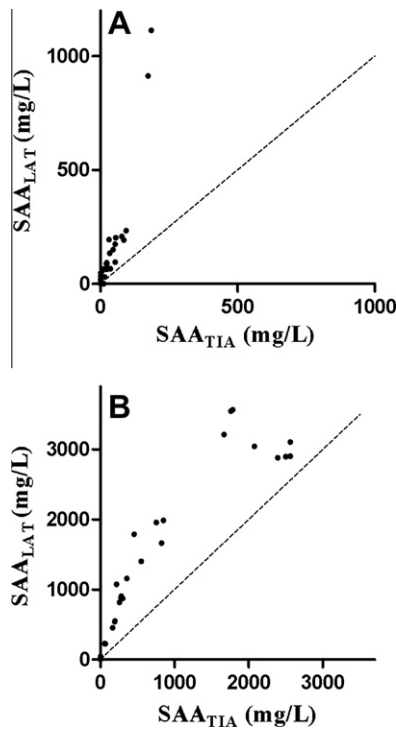 A
1000
500
0
SAA_LAT (mg/L)
0 500 1000
SAA_TIA (mg/L)
B
3000
2000
1000
0
SAA_LAT (mg/L)
0 1000 2000 3000
SAA_TIA (mg/L)